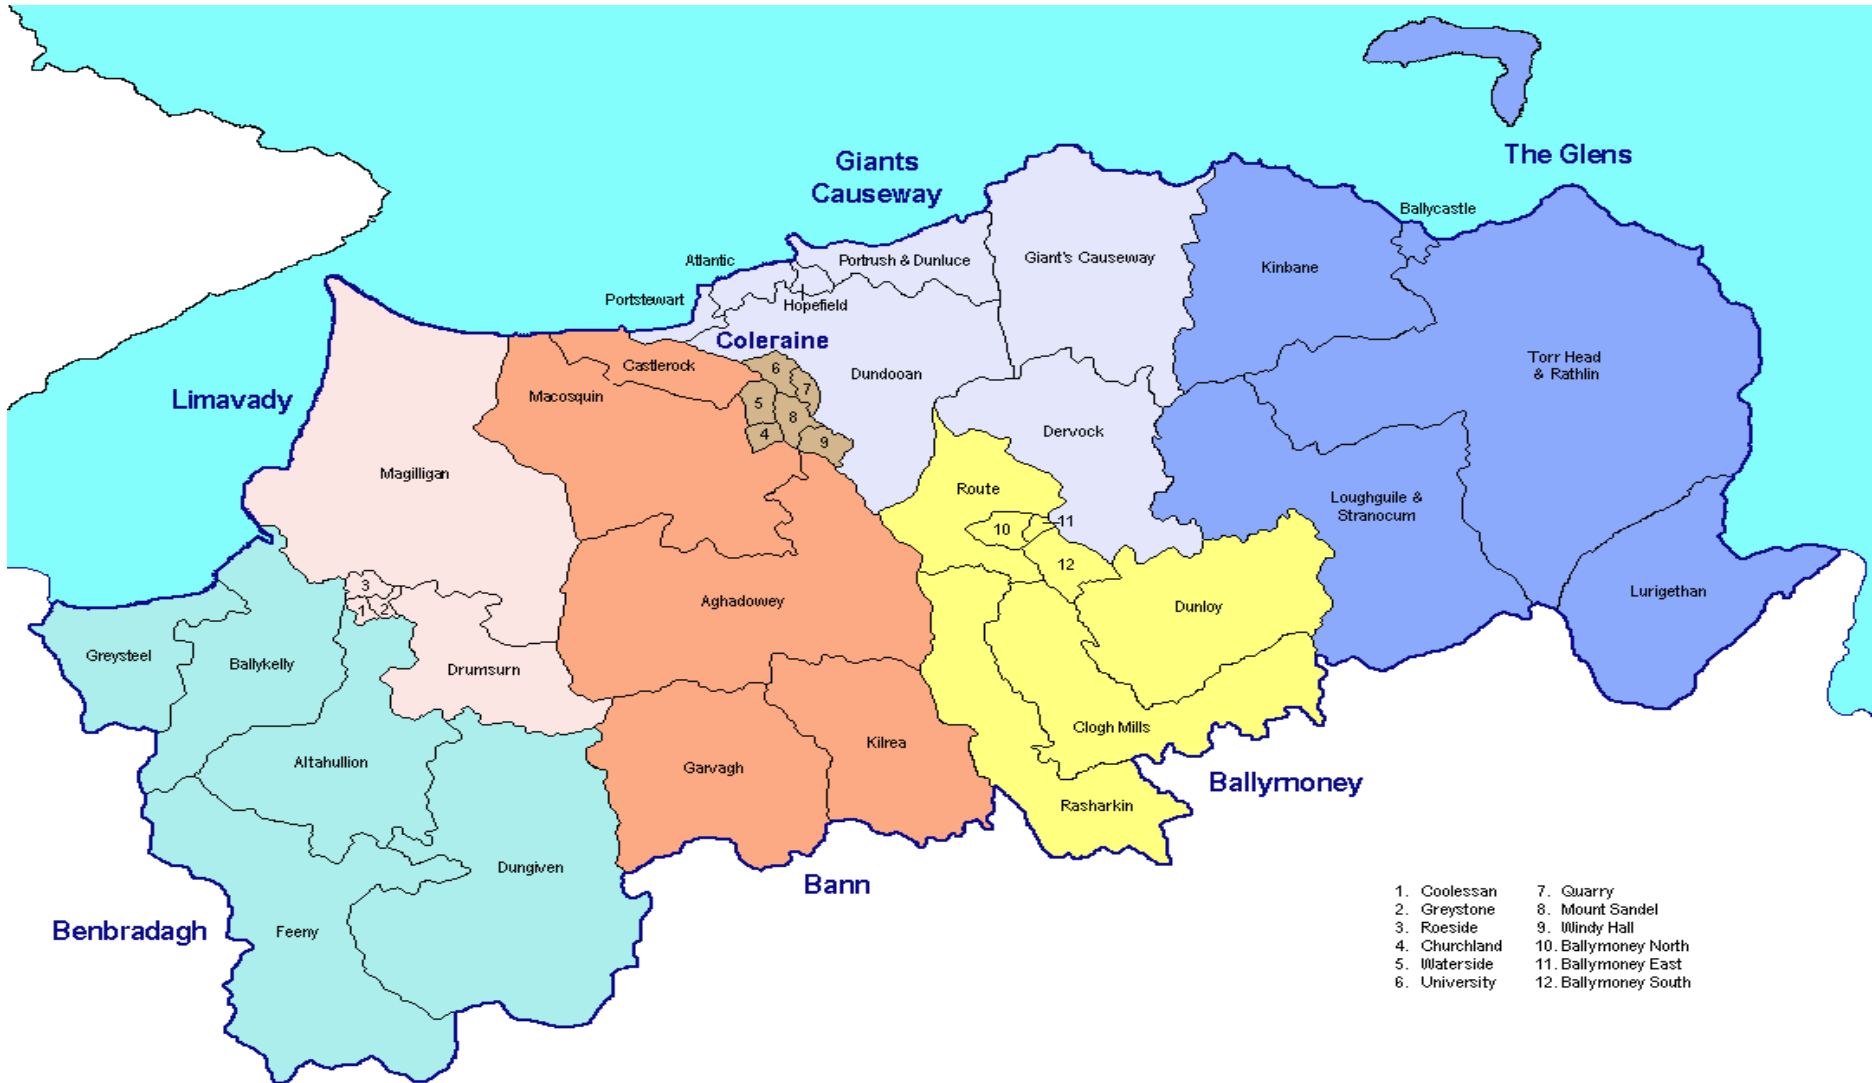 The Glens
Giants
Causeway
Ballycastle
Atlantic
Portrush & Dunluce
Giant's Causeway
Kinbane
Portstewart
Hopefield
Coleraine
Castlerock
Dundooan
Torr Head
& Rathlin
Limavady
Macosquin
6
7
5
8
4
9
Dervock
Magilligan
Route
Loughguile &
Stranocum
10
11
12
3
1
2
Aghadowey
Dunloy
Lurigethan
Greysteel
Ballykelly
Drumsurn
Clogh Mills
Kilrea
Altahullion
Garvagh
Ballymoney
Rasharkin
Dungiven
Bann
Benbradagh
Feeny
1. Coolessan
2. Greystone
3. Roeside
4. Churchland
5. Waterside
6. University
7. Quarry
8. Mount Sandel
9. Windy Hall
10. Ballymoney North
11. Ballymoney East
12. Ballymoney South